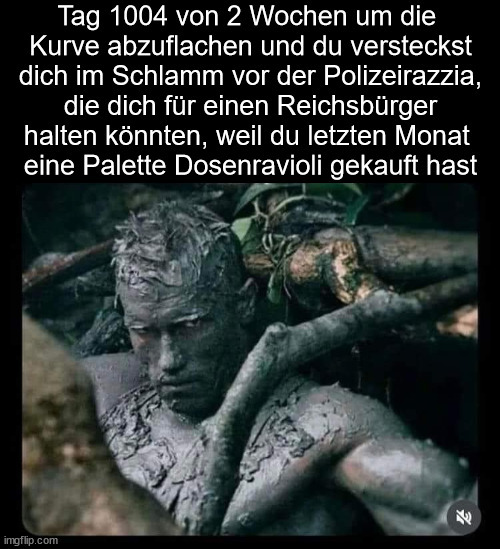 Tag 1004 von 2 Wochen um die
Kurve abzuflachen und du versteckst
dich im Schlamm vor der Polizeirazzia,
die dich für einen Reichsbürger
halten könnten, weil du letzten Monat
eine Palette Dosenravioli gekauft hast
imgflip.com